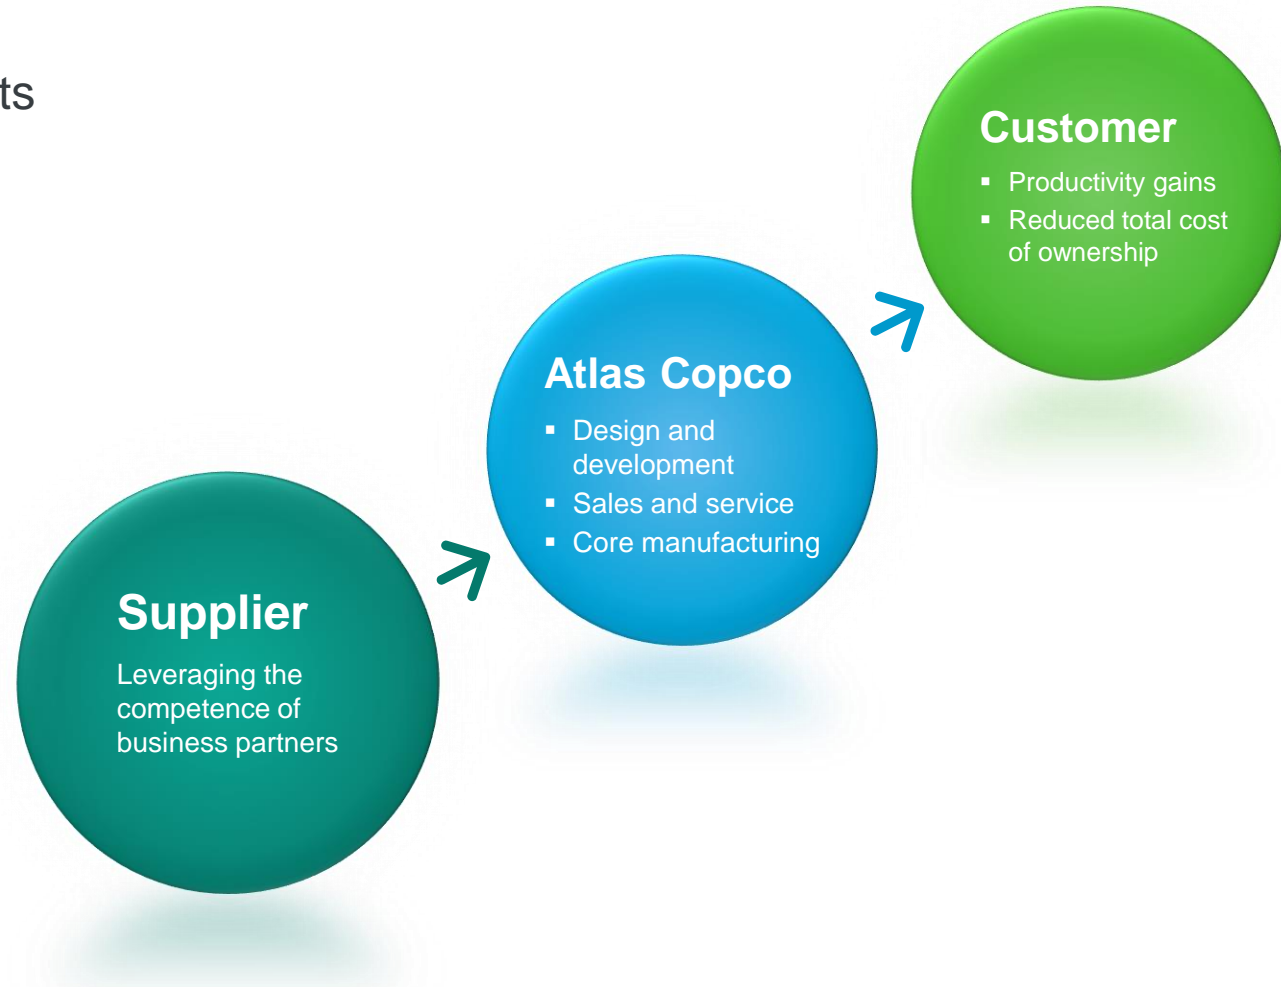 ts
Customer
▪ Productivity gains
▪ Reduced total cost
of ownership
Atlas Copco
▪ Design and
development
▪ Sales and service
▪ Core manufacturing
Supplier
Leveraging the
competence of
business partners